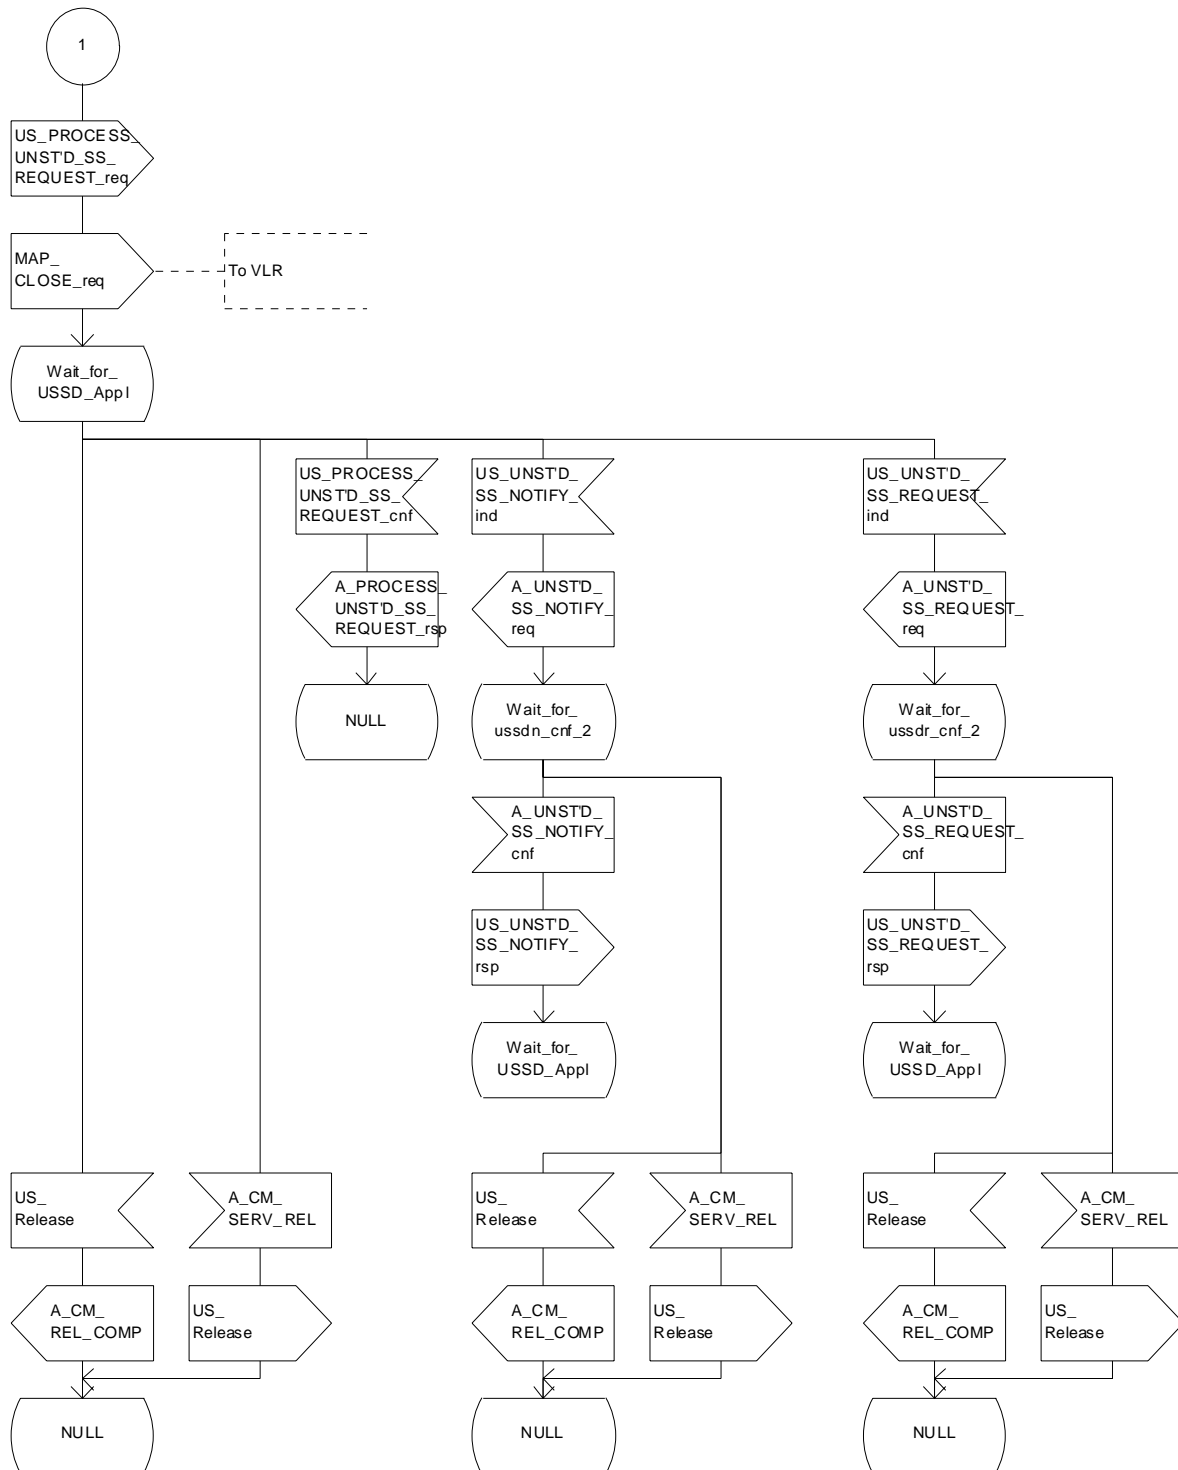 1
US_PROCESS_
UNST'D_SS_
REQUEST_req
MAP_
CLOSE_req
To VLR
Wait_for_
USSD_Appl
US_PROCESS_
UNST'D_SS_
REQUEST_cnf
US_UNST'D_
SS_NOTIFY_
ind
US_UNST'D_
SS_REQUEST_
ind
A_PROCESS_
UNST'D_SS_
REQUEST_rsp
A_UNST'D_
SS_NOTIFY_
req
A_UNST'D_
SS_REQUEST_
req
NULL
Wait_for_
ussdn_cnf_2
Wait_for_
ussdr_cnf_2
A_UNST'D_
SS_NOTIFY_
cnf
A_UNST'D_
SS_REQUEST_
cnf
US_UNST'D_
SS_NOTIFY_
rsp
US_UNST'D_
SS_REQUEST_
rsp
Wait_for_
USSD_Appl
Wait_for_
USSD_Appl
US_
Release
A_CM_
SERV_REL
US_
Release
A_CM_
SERV_REL
US_
Release
A_CM_
SERV_REL
A_CM_
REL_COMP
US_
Release
A_CM_
REL_COMP
US_
Release
A_CM_
REL_COMP
US_
Release
NULL
NULL
NULL